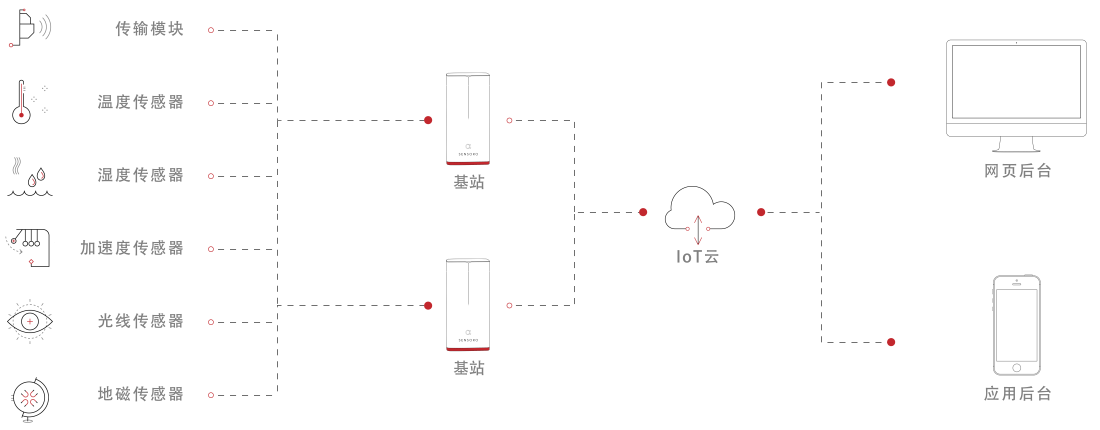 传输模块
温度传感器
湿度传感器
加速度传感器
光线传感器
地磁传感器
SENSORO
基站
SENSORO
基站
IoT云
网页后台
应用后台